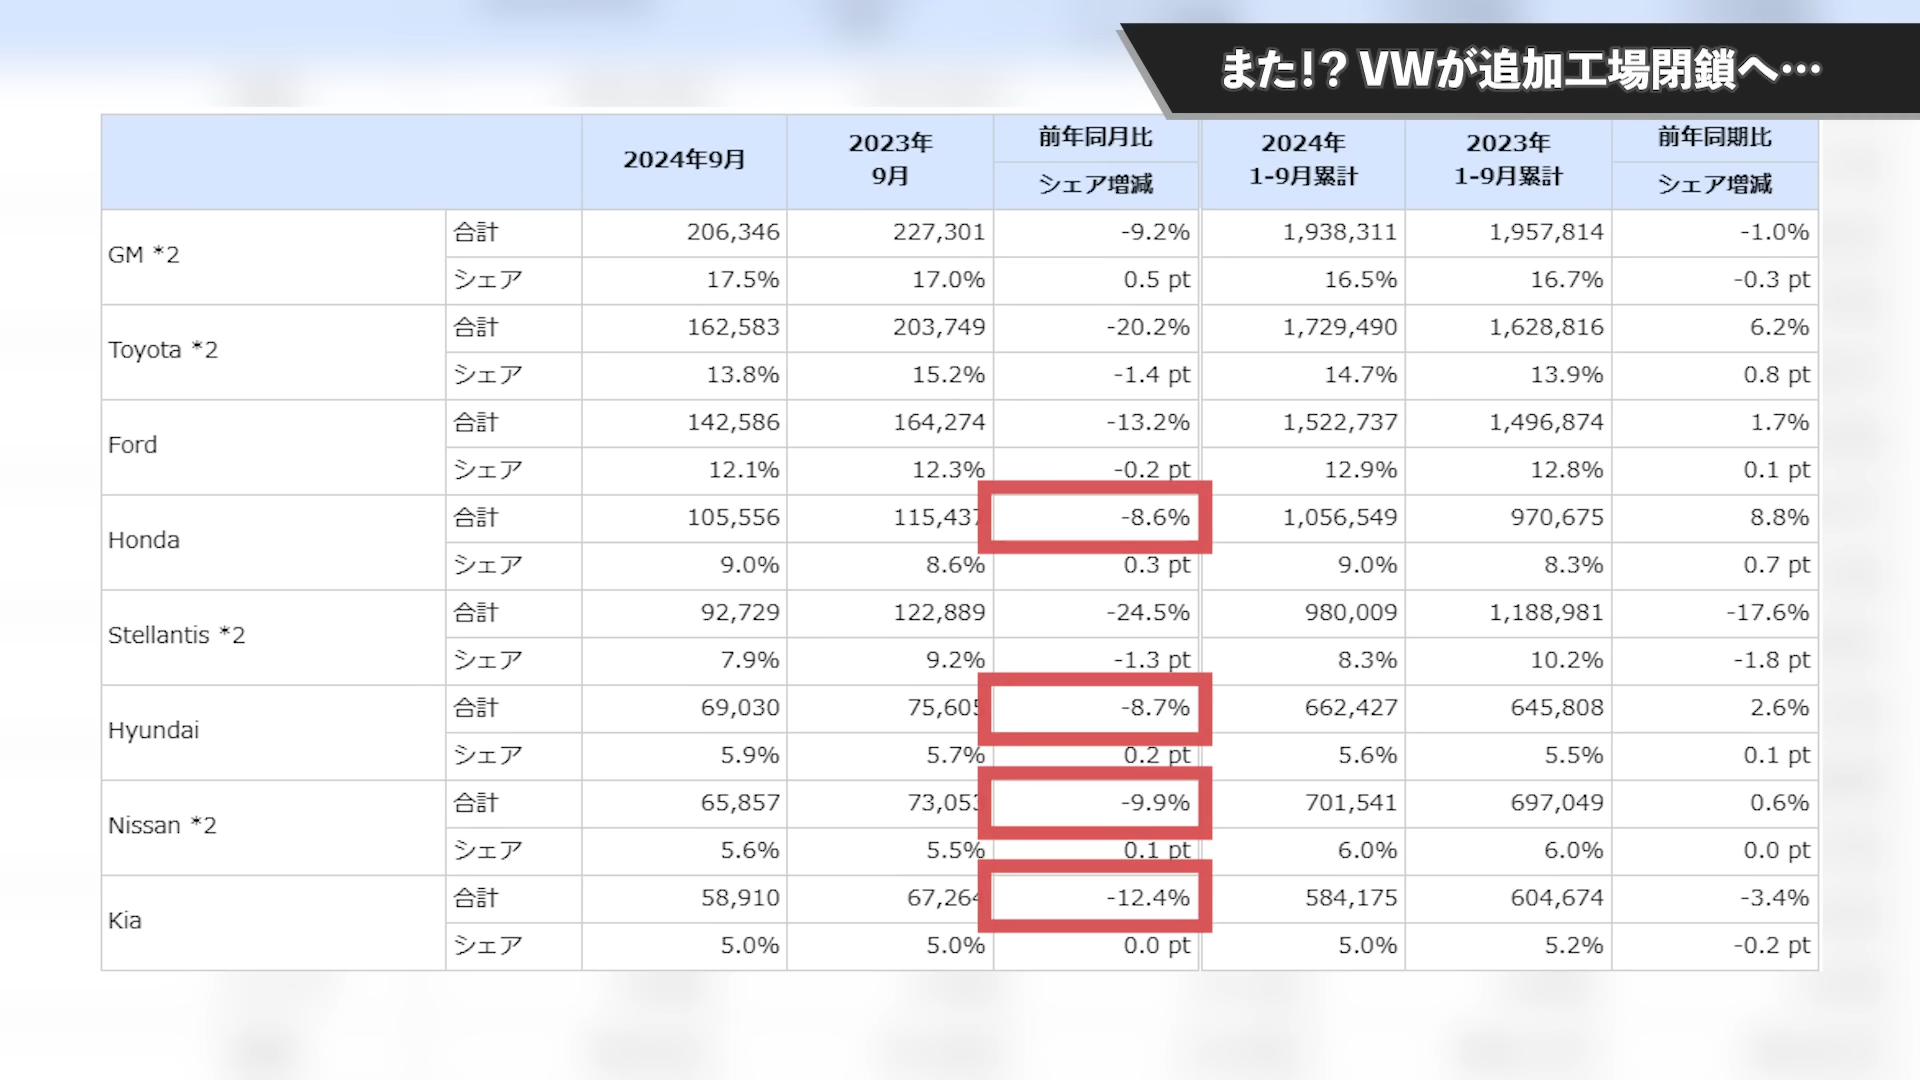 また!? VWが追加工場閉鎖へ…
2024年9月 2023年 9月 前年同月比 シェア増減 2024年 1-9月累計 2023年 1-9月累計 前年同期比 シェア増減
GM *2 合計 206,346 227,301 -9.2% 1,938,311 1,957,814 -1.0%
シェア 17.5% 17.0% 0.5 pt 16.5% 16.7% -0.3 pt
Toyota *2 合計 162,583 203,749 -20.2% 1,729,490 1,628,816 6.2%
シェア 13.8% 15.2% -1.4 pt 14.7% 13.9% 0.8 pt
Ford 合計 142,586 164,274 -13.2% 1,522,737 1,496,874 1.7%
シェア 12.1% 12.3% -0.2 pt 12.9% 12.8% 0.1 pt
Honda 合計 105,556 115,437 -8.6% 1,056,549 970,675 8.8%
シェア 9.0% 8.6% 0.3 pt 9.0% 8.3% 0.7 pt
Stellantis *2 合計 92,729 122,889 -24.5% 980,009 1,188,981 -17.6%
シェア 7.9% 9.2% -1.3 pt 8.3% 10.2% -1.8 pt
Hyundai 合計 69,030 75,605 -8.7% 662,427 645,808 2.6%
シェア 5.9% 5.7% 0.2 pt 5.6% 5.5% 0.1 pt
Nissan *2 合計 65,857 73,053 -9.9% 701,541 697,049 0.6%
シェア 5.6% 5.5% 0.1 pt 6.0% 6.0% 0.0 pt
Kia 合計 58,910 67,264 -12.4% 584,175 604,674 -3.4%
シェア 5.0% 5.0% 0.0 pt 5.0% 5.2% -0.2 pt